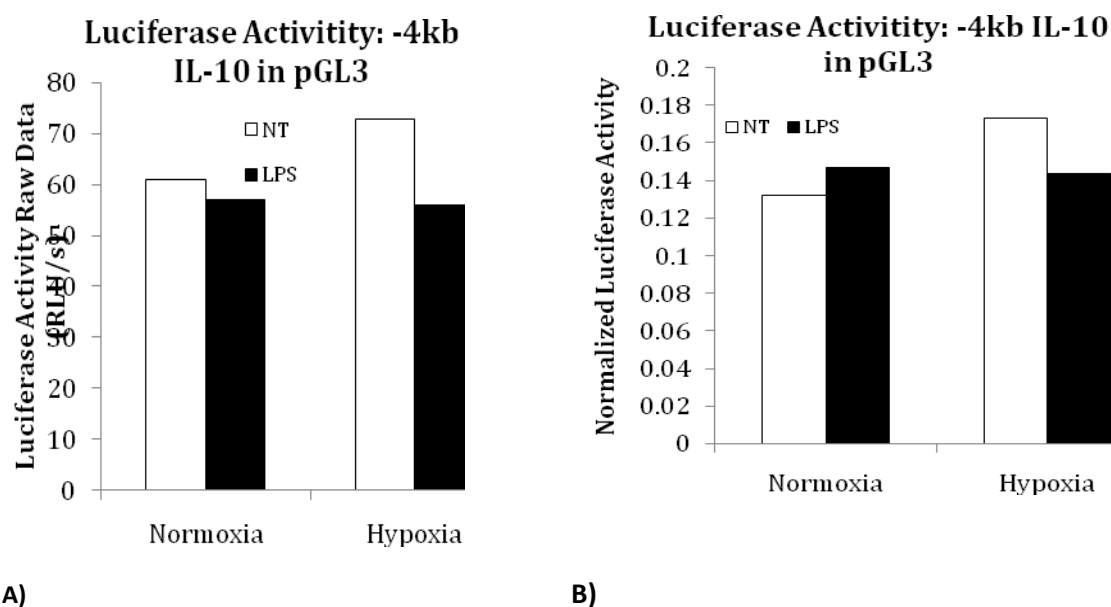 Luciferase Activitity: -4kb
IL-10 in pGL3
Luciferase Activity Raw Data
(RLU/s)
80
70
60
50
40
30
20
10
0
NT
LPS
Normoxia
Hypoxia
A)
Luciferase Activitity: -4kb IL-10
in pGL3
Normalized Luciferase Activity
0.2
0.18
0.16
0.14
0.12
0.1
0.08
0.06
0.04
0.02
0
NT LPS
Normoxia
Hypoxia
B)